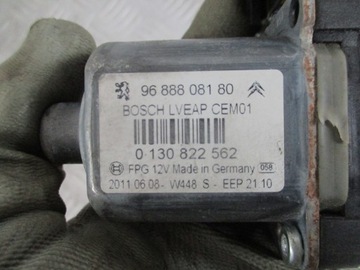 96 888 081 80
BOSCH LVEAP CEM01
0 130 822 562
FPG 12V Made in Germany 058
2011 06 08 - W448 S - EEP 21 10